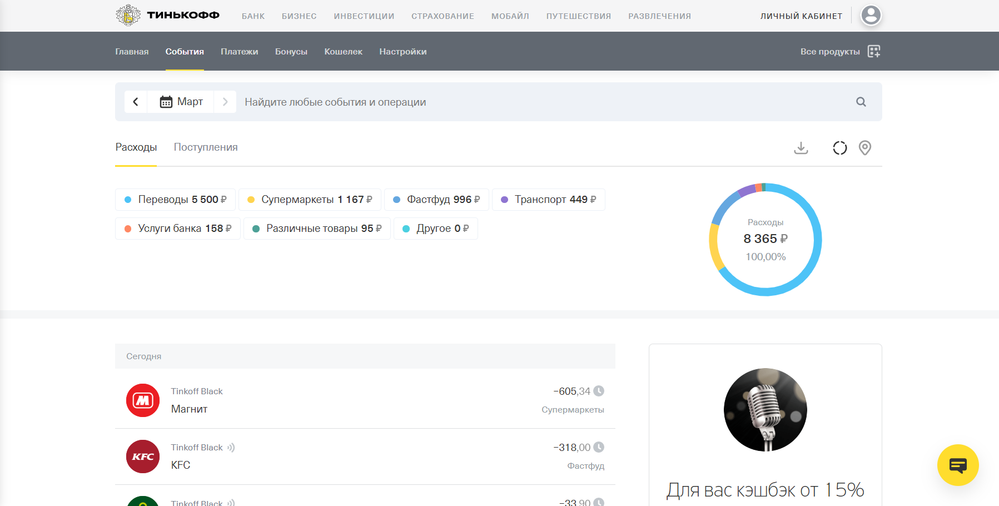 ТИНЬКОФФ БАНК БИЗНЕС ИНВЕСТИЦИИ СТРАХОВАНИЕ МОБАЙЛ ПУТЕШЕСТВИЯ РАЗВЛЕЧЕНИЯ ЛИЧНЫЙ КАБИНЕТ
Главная События Платежи Бонусы Кошелек Настройки Все продукты
Март Найдите любые события и операции
Расходы Поступления
Переводы 5 500 ₽ Супермаркеты 1 167 ₽ Фастфуд 996 ₽ Транспорт 449 ₽
Услуги банка 158 ₽ Различные товары 95 ₽ Другое 0 ₽
Расходы
8 365 ₽
100,00%
Сегодня
Tinkoff Black −605,34
Магнит Супермаркеты
Tinkoff Black −318,00
KFC
KFC Фастфуд
Tinkoff Black −33,90
Для вас кэшбэк от 15%